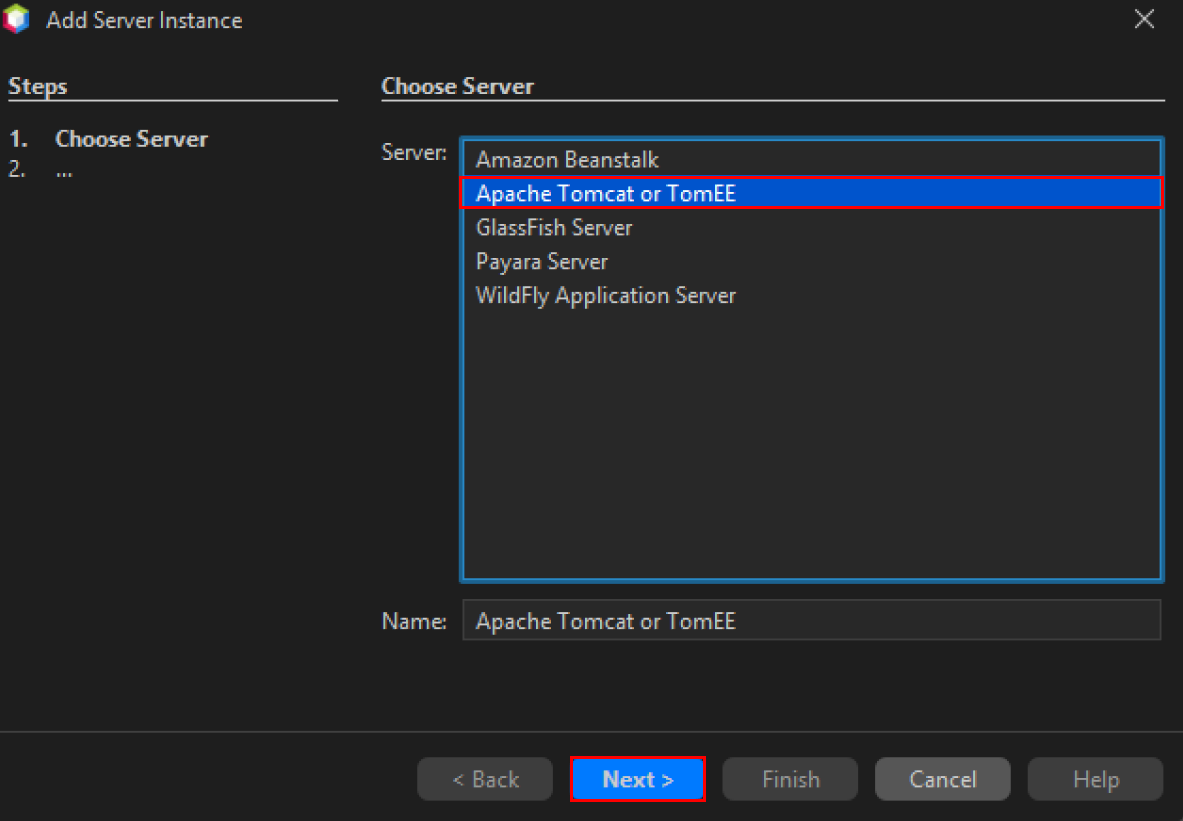 Add Server Instance
Steps
Choose Server
1. Choose Server
2. ...
Server:
Amazon Beanstalk
Apache Tomcat or TomEE
GlassFish Server
Payara Server
WildFly Application Server
Name: Apache Tomcat or TomEE
< Back Next > Finish Cancel Help